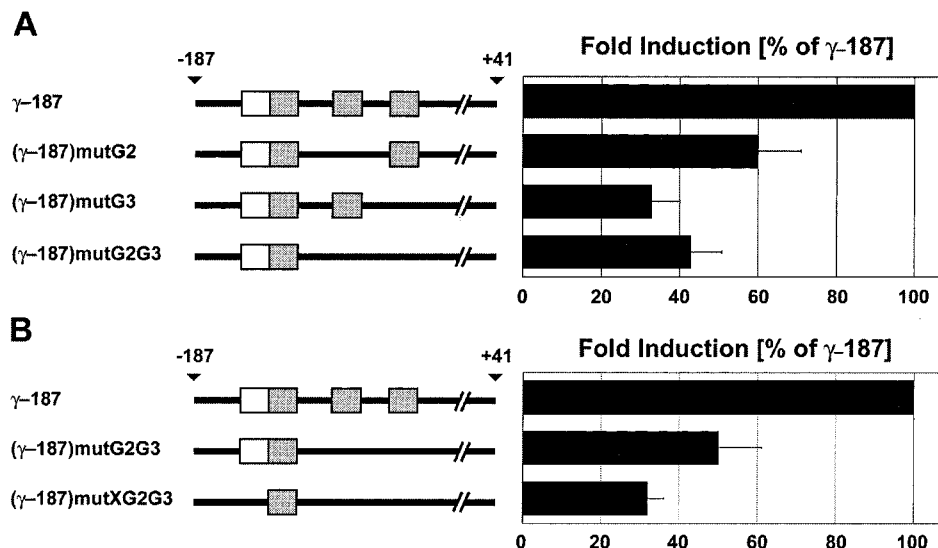 A
Fold Induction [% of γ–187]
-187 +41
γ–187
(γ–187)mutG2
(γ–187)mutG3
(γ–187)mutG2G3
0 20 40 60 80 100
B
Fold Induction [% of γ–187]
-187 +41
γ–187
(γ–187)mutG2G3
(γ–187)mutXG2G3
0 20 40 60 80 100